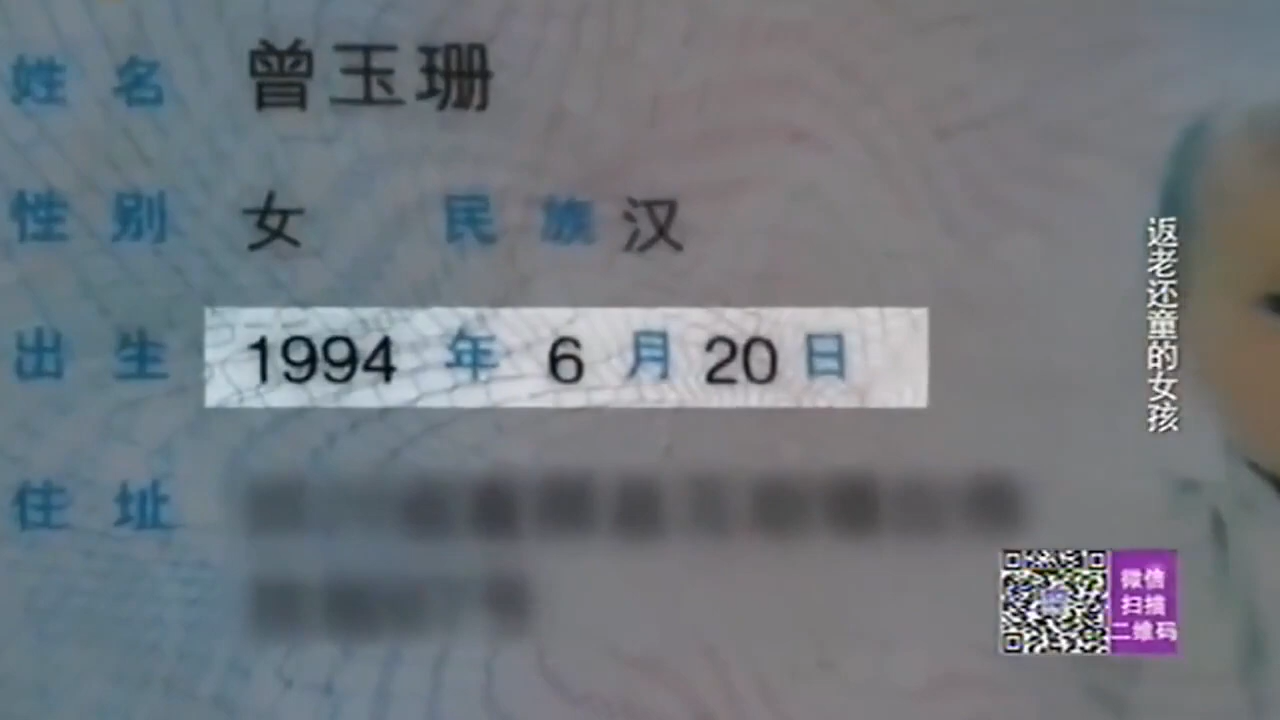 姓名 曾玉珊
性别 女 民族 汉
出生 1994 年 6 月 20 日
住址
返老还童的女孩
微信
扫描
二维码